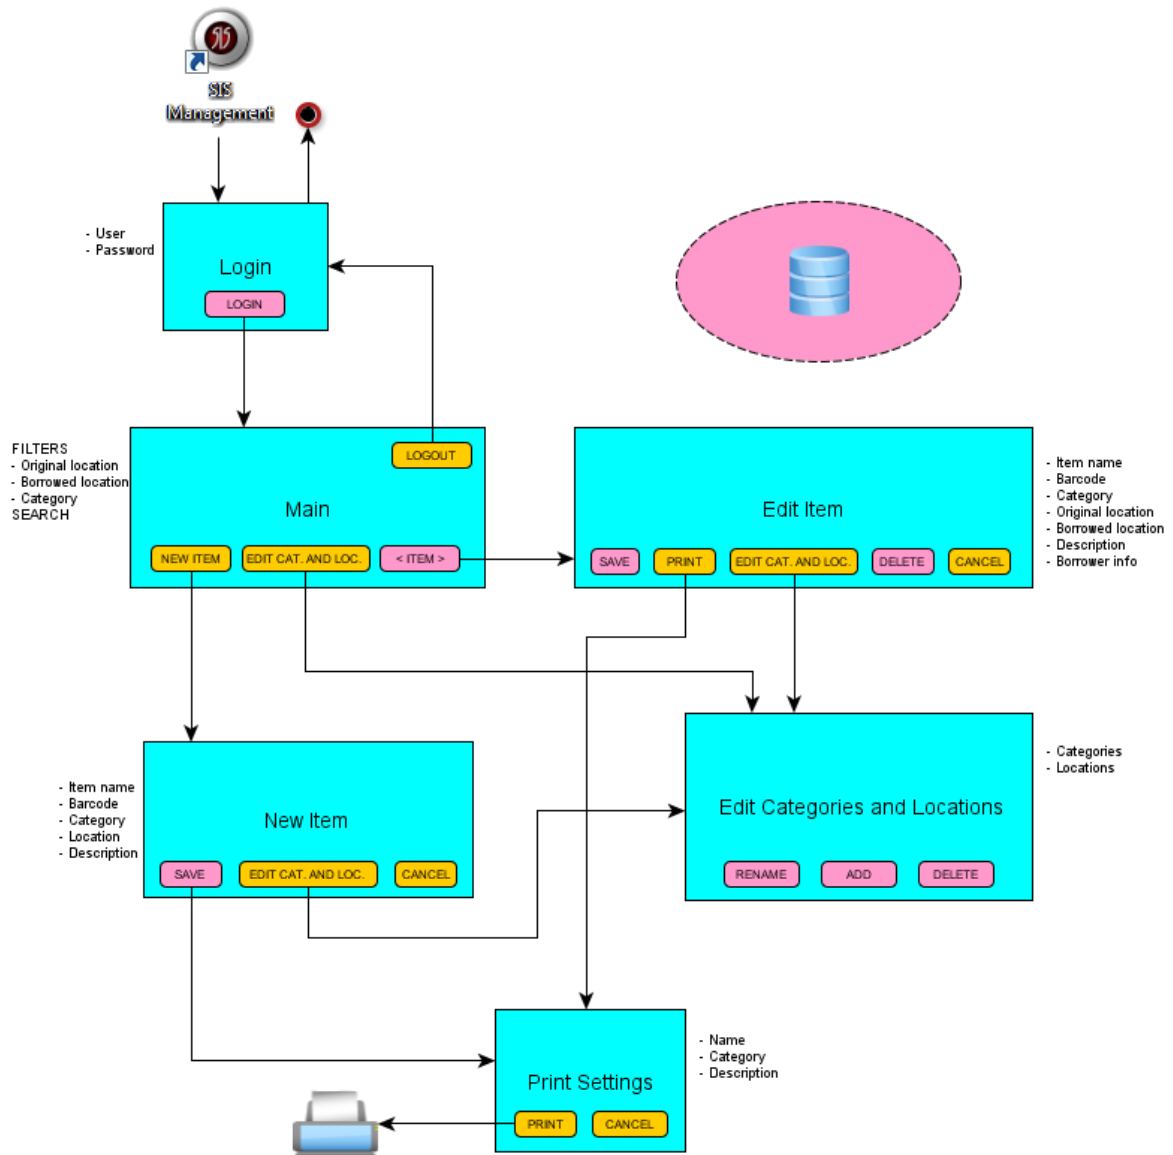 SIS
Management
- User
- Password
Login
LOGIN
FILTERS
- Original location
- Borrowed location
- Category
SEARCH
LOGOUT
Main
NEW ITEM
EDIT CAT. AND LOC.
< ITEM >
Edit Item
SAVE
PRINT
EDIT CAT. AND LOC.
DELETE
CANCEL
- Item name
- Barcode
- Category
- Original location
- Borrowed location
- Description
- Borrower info
- Item name
- Barcode
- Category
- Location
- Description
New Item
SAVE
EDIT CAT. AND LOC.
CANCEL
Edit Categories and Locations
RENAME
ADD
DELETE
- Categories
- Locations
Print Settings
PRINT
CANCEL
- Name
- Category
- Description